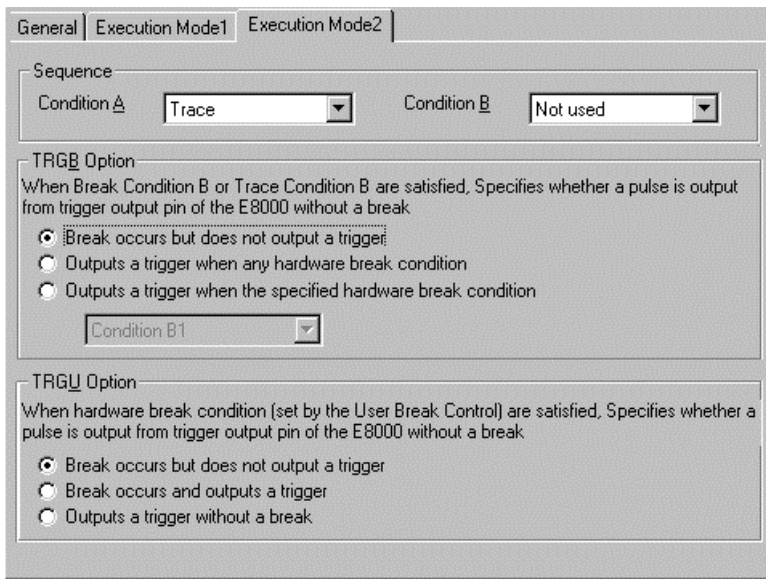 General Execution Mode1 Execution Mode2
Sequence
Condition A Trace Condition B Not used
TRGB Option
When Break Condition B or Trace Condition B are satisfied, Specifies whether a pulse is output
from trigger output pin of the E8000 without a break
Break occurs but does not output a trigger
Outputs a trigger when any hardware break condition
Outputs a trigger when the specified hardware break condition
Condition B1
TRGU Option
When hardware break condition (set by the User Break Control) are satisfied, Specifies whether a
pulse is output from trigger output pin of the E8000 without a break
Break occurs but does not output a trigger
Break occurs and outputs a trigger
Outputs a trigger without a break